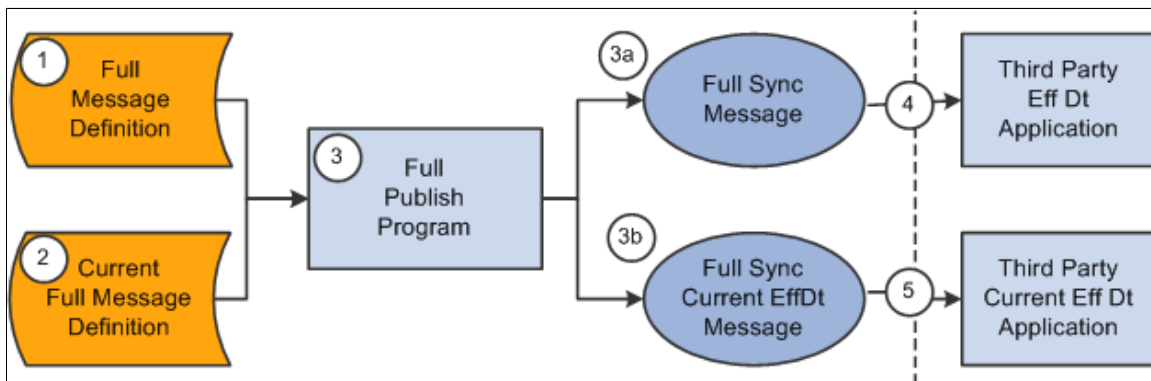 1
Full
Message
Definition
2
Current
Full Message
Definition
3
Full
Publish
Program
3a
Full Sync
Message
3b
Full Sync
Current EffDt
Message
4
Third Party
Eff Dt
Application
5
Third Party
Current Eff Dt
Application